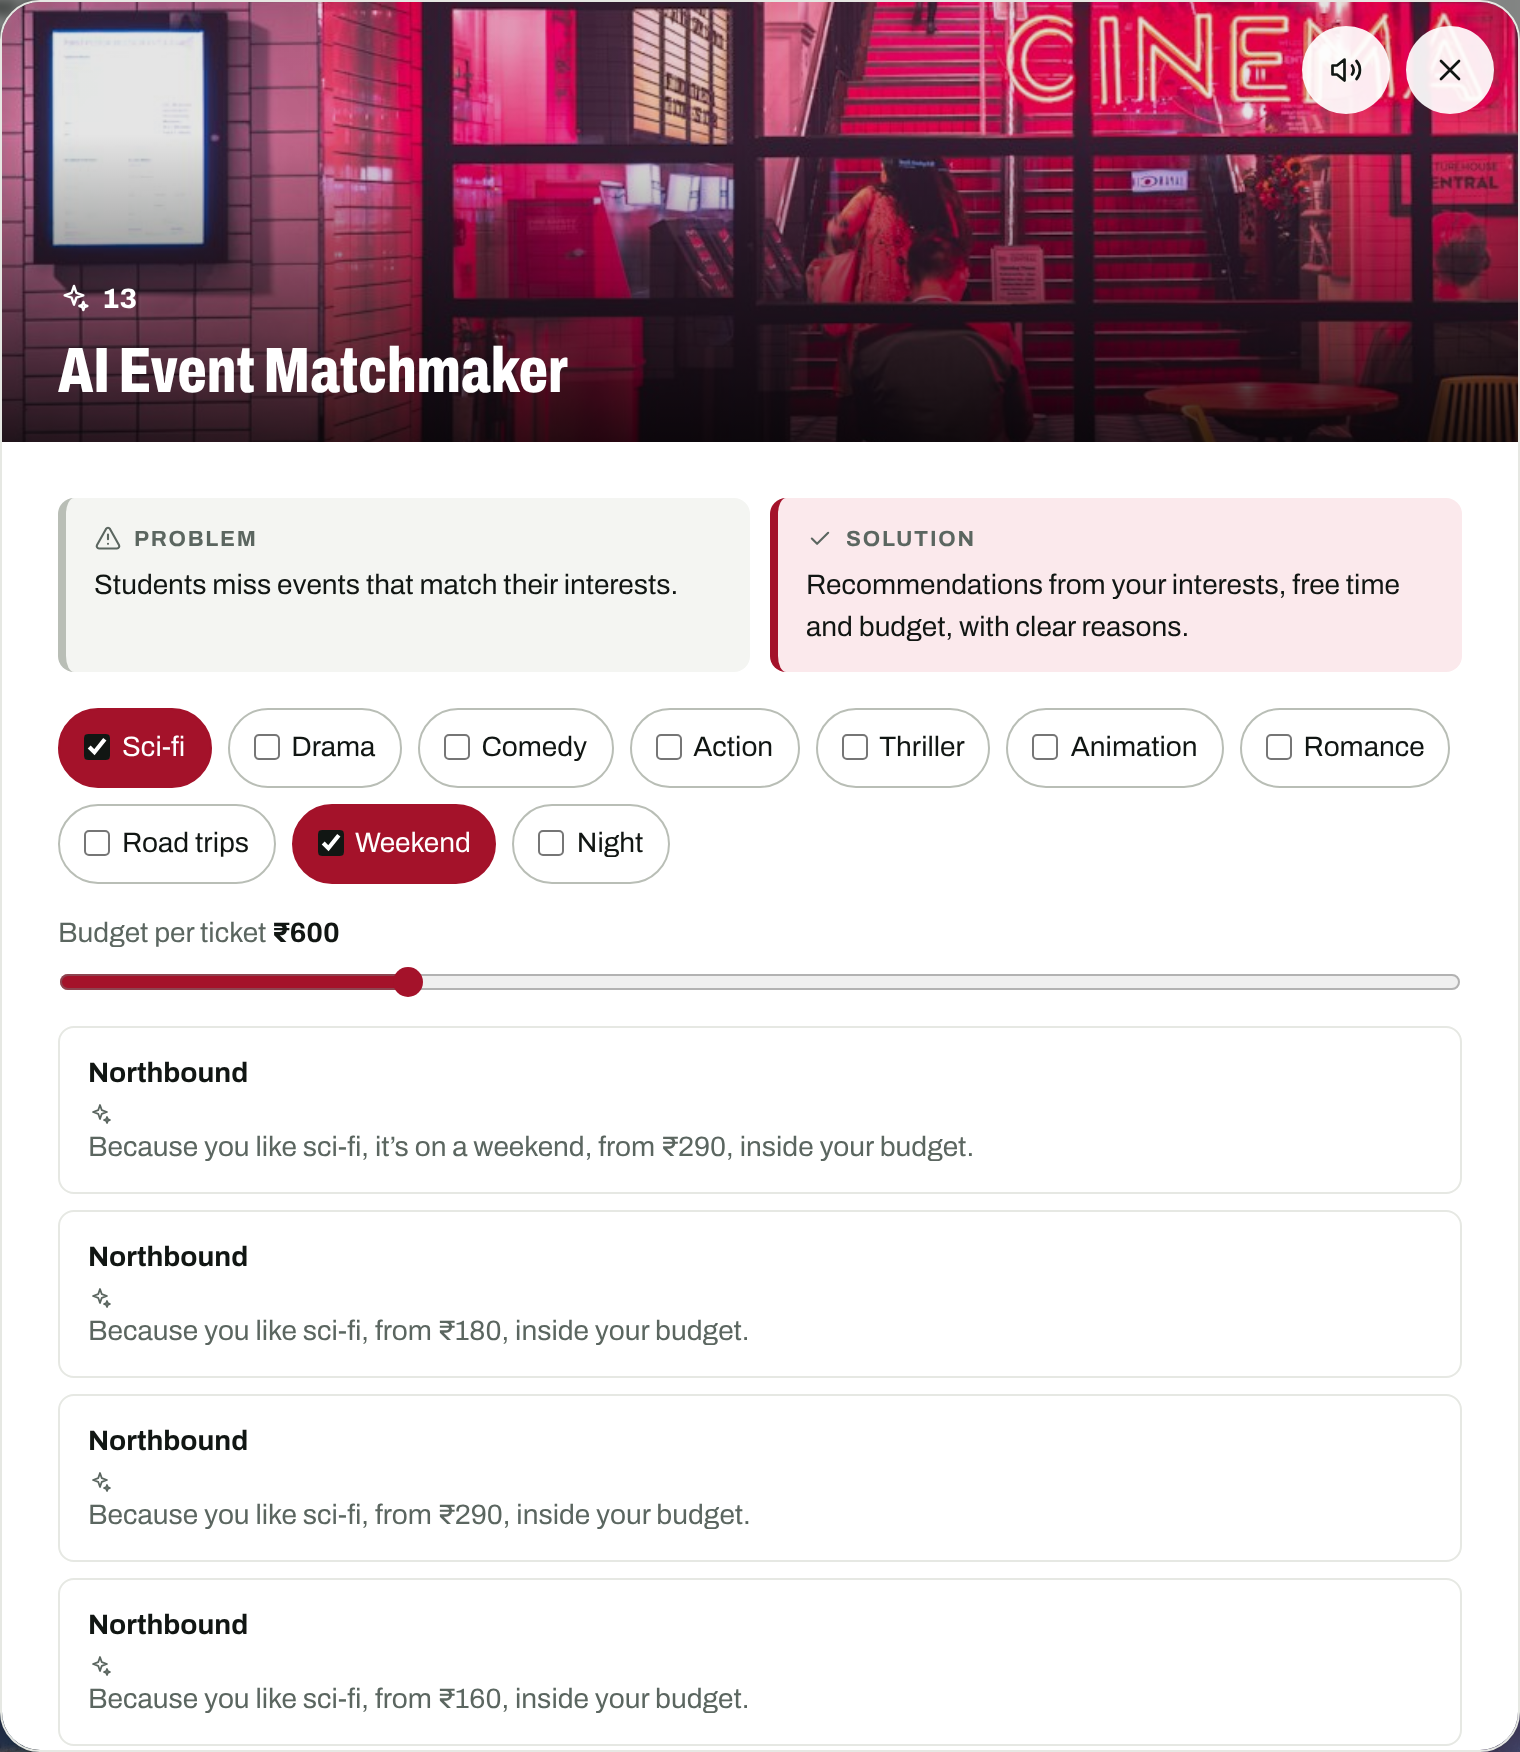 CINEMA
ENTRAL
13
AI Event Matchmaker
PROBLEM
Students miss events that match their interests.
SOLUTION
Recommendations from your interests, free time
and budget, with clear reasons.
Sci-fi
Drama
Comedy
Action
Thriller
Animation
Romance
Road trips
Weekend
Night
Budget per ticket ₹600
Northbound
Because you like sci-fi, it’s on a weekend, from ₹290, inside your budget.
Northbound
Because you like sci-fi, from ₹180, inside your budget.
Northbound
Because you like sci-fi, from ₹290, inside your budget.
Northbound
Because you like sci-fi, from ₹160, inside your budget.